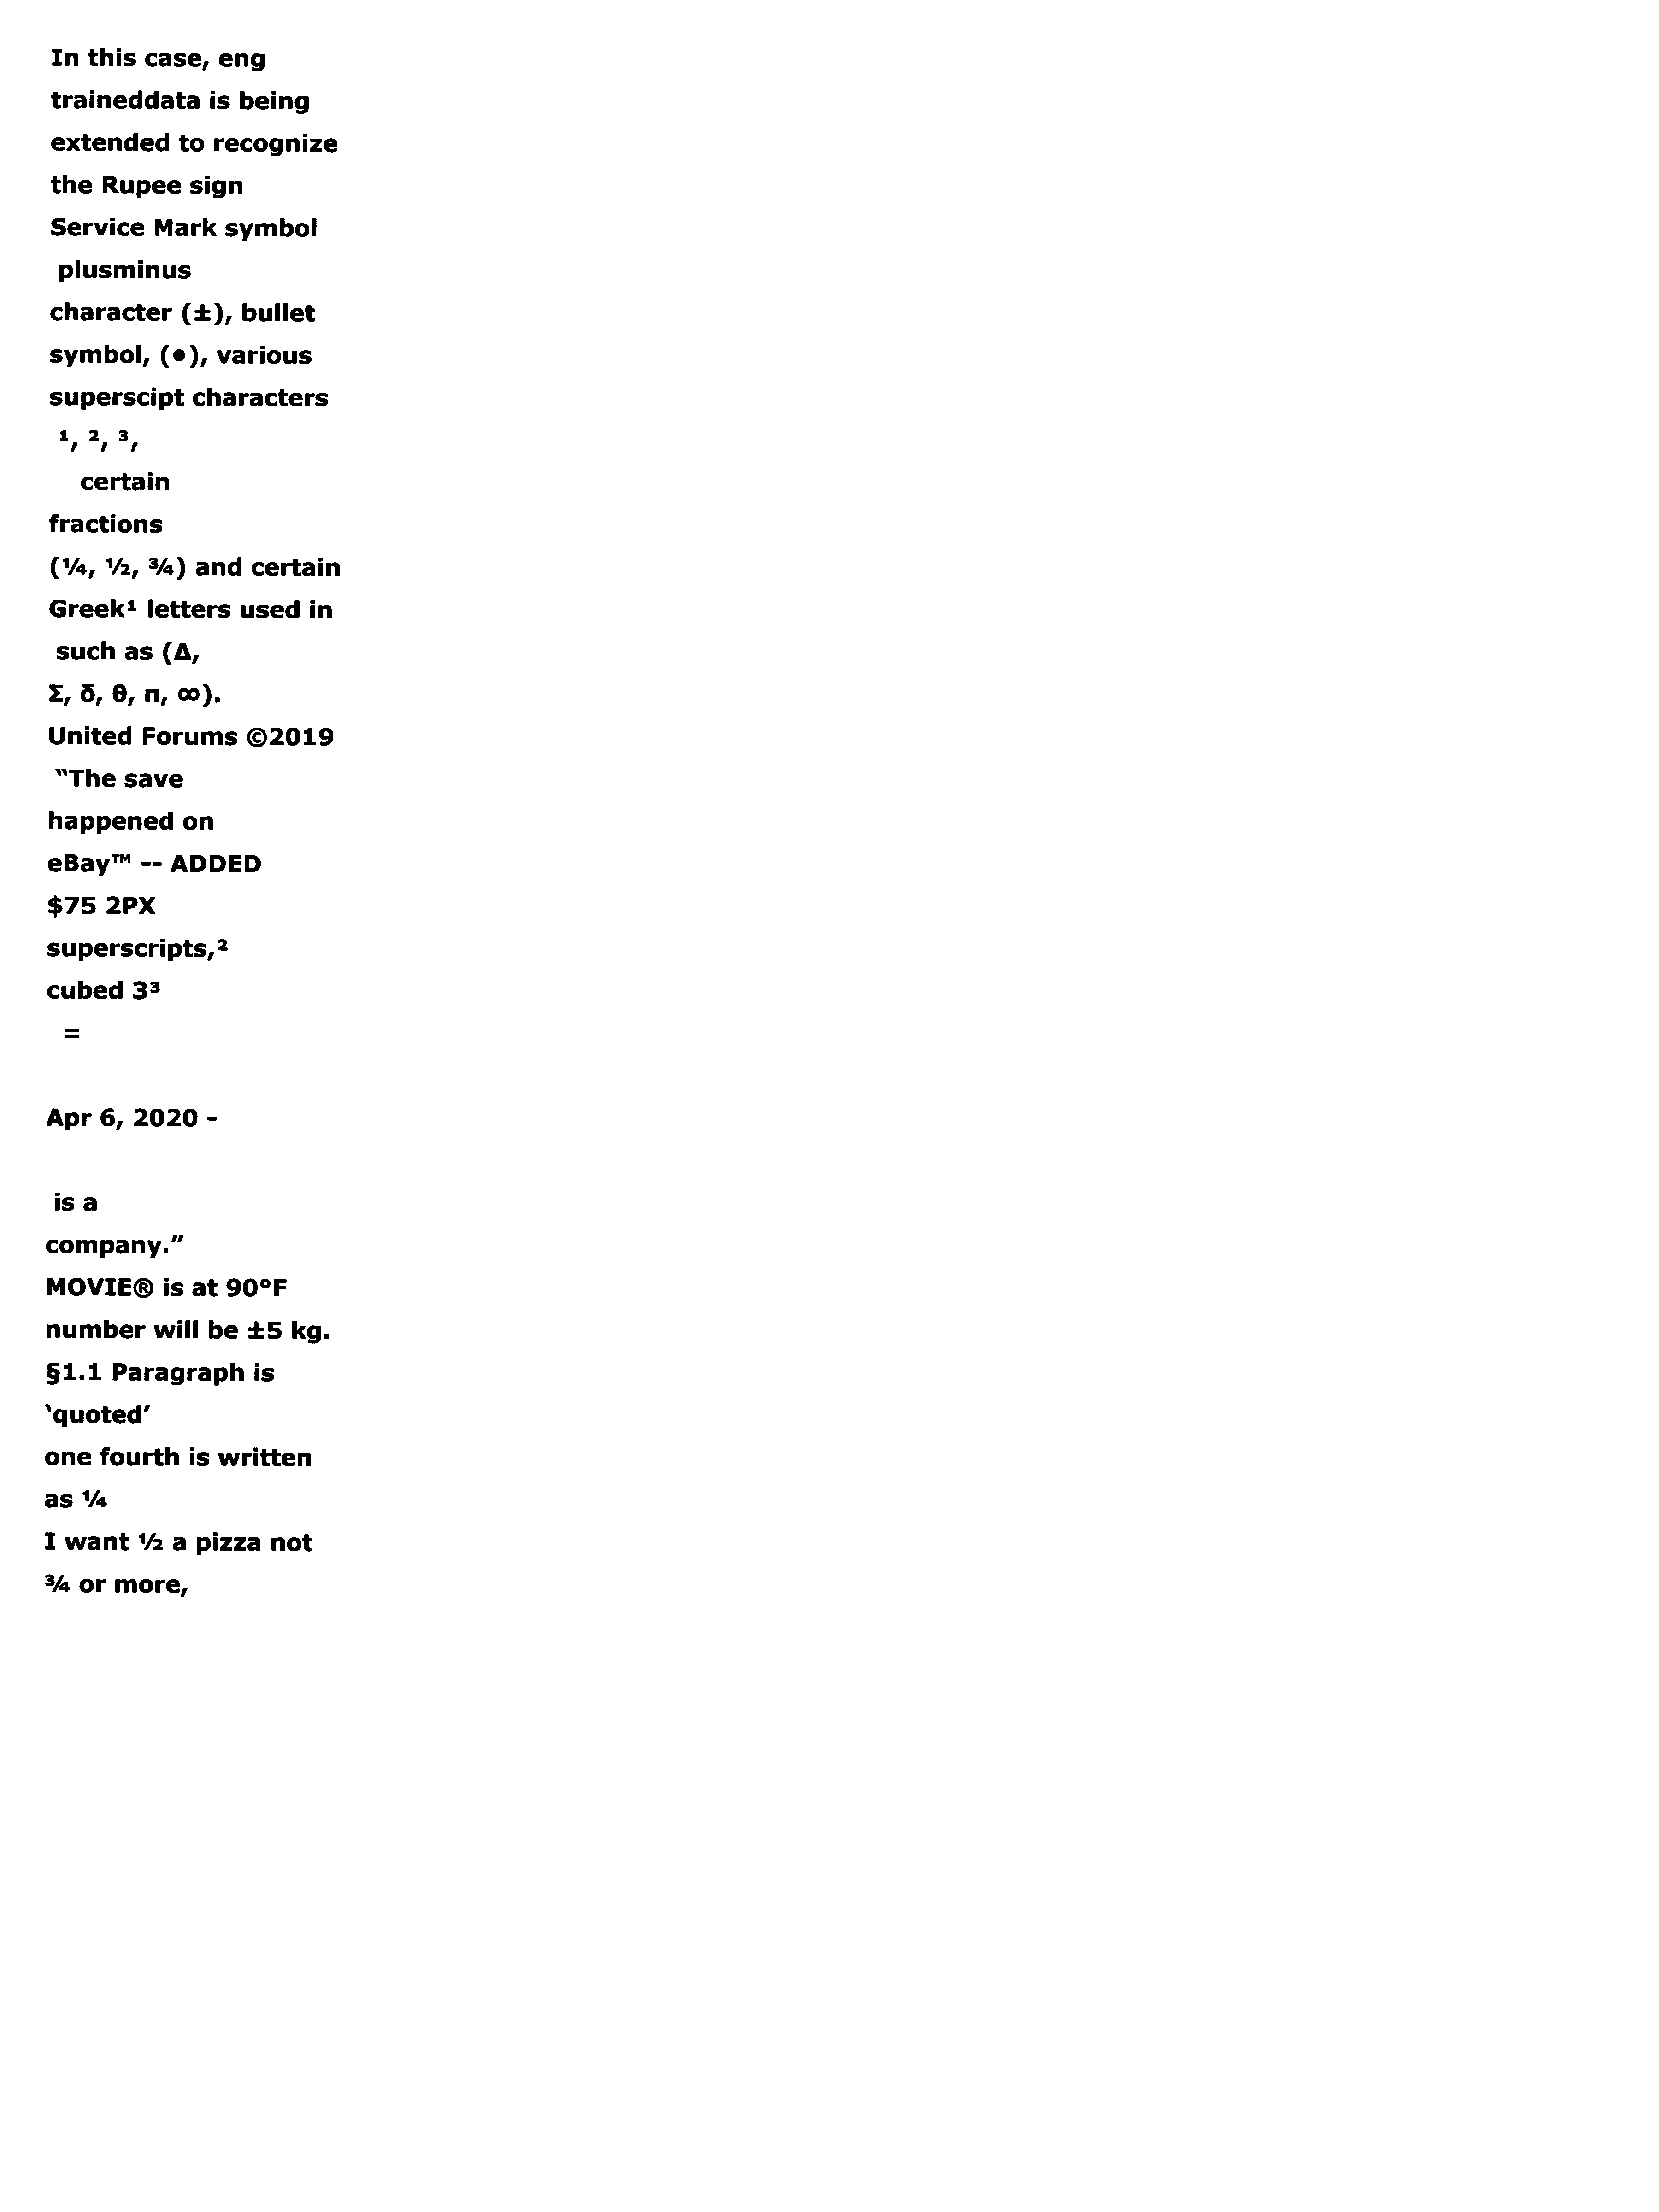 In this case, eng
traineddata is being
extended to recognize
the Rupee sign
Service Mark symbol
plusminus
character (±), bullet
symbol, (●), various
superscipt characters
¹, ², ³,
certain
fractions
(¼, ½, ¾) and certain
Greek¹ letters used in
such as (Δ,
Σ, δ, θ, π, ∞).
United Forums ©2019
“The save
happened on
eBay™ -- ADDED
$75 2PX
superscripts,²
cubed 3³
=
Apr 6, 2020 -
is a
company.”
MOVIE® is at 90°F
number will be ±5 kg.
§1.1 Paragraph is
‘quoted’
one fourth is written
as ¼
I want ½ a pizza not
¾ or more,